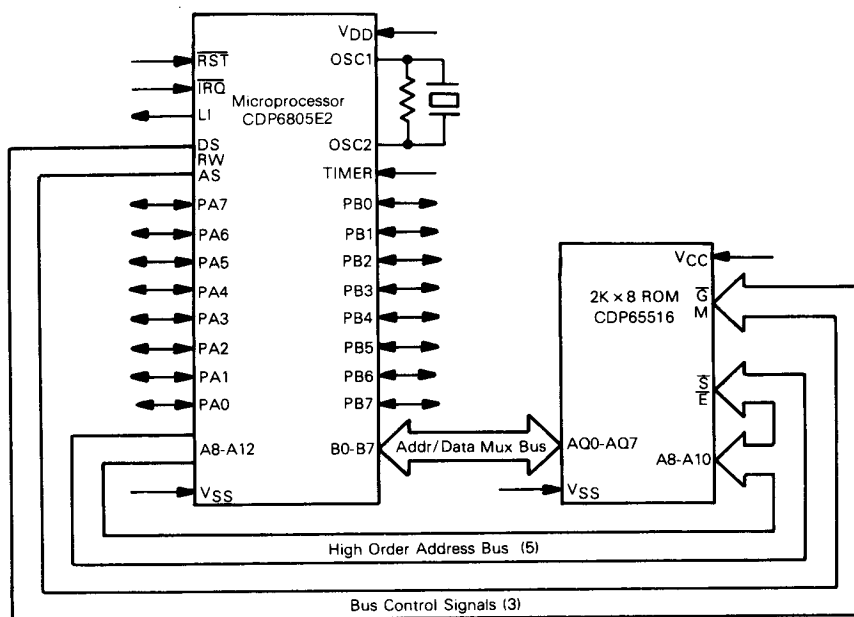 VDD
RST
OSC1
IRQ
Microprocessor
CDP6805E2
LI
DS
OSC2
RW
AS
TIMER
PA7
PB0
PA6
PB1
PA5
PB2
PA4
PB3
PA3
PB4
PA2
PB5
PA1
PB6
PA0
PB7
A8-A12
B0-B7
VSS
Addr/Data Mux Bus
VCC
2K × 8 ROM
CDP65516
G
M
S
E
AQ0-AQ7
A8-A10
VSS
High Order Address Bus (5)
Bus Control Signals (3)